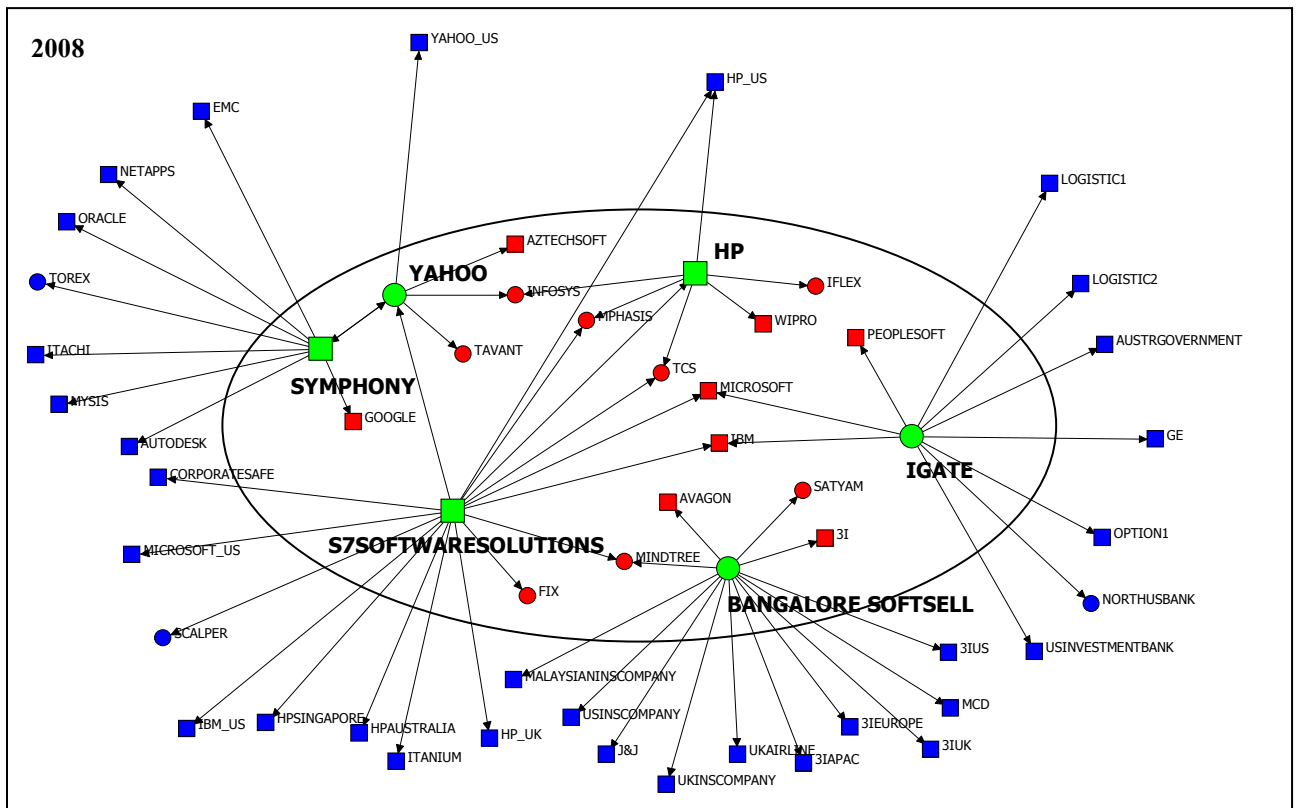 2008
YAHOO_US
HP_US
EMC
NETAPPS
LOGISTIC1
ORACLE
AZTECHSOFT
HP
YAHOO
TOREX
LOGISTIC2
INFOSYS
IFLEX
MPHASIS
WIPRO
PEOPLESOFT
AUSTRGOVERNMENT
ITACHI
TAVANT
TCS
SYMPHONY
MICROSOFT
MYSIS
GOOGLE
IBM
GE
AUTODESK
IGATE
CORPORATESAFE
SATYAM
AVAGON
OPTION1
3I
S7SOFTWARESOLUTIONS
MICROSOFT_US
MINDTREE
FIX
NORTHUSBANK
BANGALORE SOFTSELL
SCALPER
3IUS
USINVESTMENTBANK
MALAYSIANINSCOMPANY
MCD
USINSCOMPANY
HPSINGAPORE
3IEUROPE
IBM_US
HPAUSTRALIA
HP_UK
3IUK
J&J
UKAIRLINE
ITANIUM
3IAPAC
UKINSCOMPANY